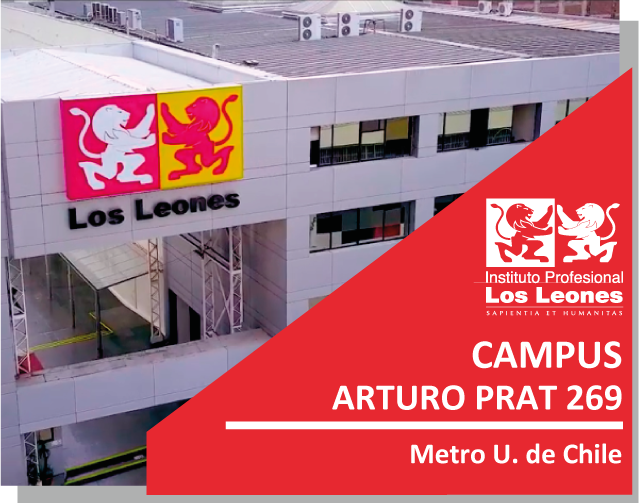 Los Leones
Instituto Profesional
Los Leones
SAPIENTIA ET HUMANITAS
CAMPUS
ARTURO PRAT 269
Metro U. de Chile